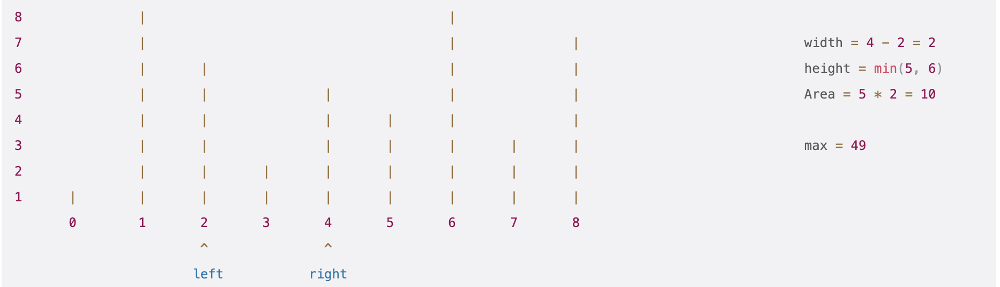 8 | |
7 | | | width = 4 - 2 = 2
6 | | | | height = min(5, 6)
5 | | | | | Area = 5 * 2 = 10
4 | | | | | |
3 | | | | | | | max = 49
2 | | | | | | | |
1 | | | | | | | | |
0 1 2 3 4 5 6 7 8
^ ^
left right